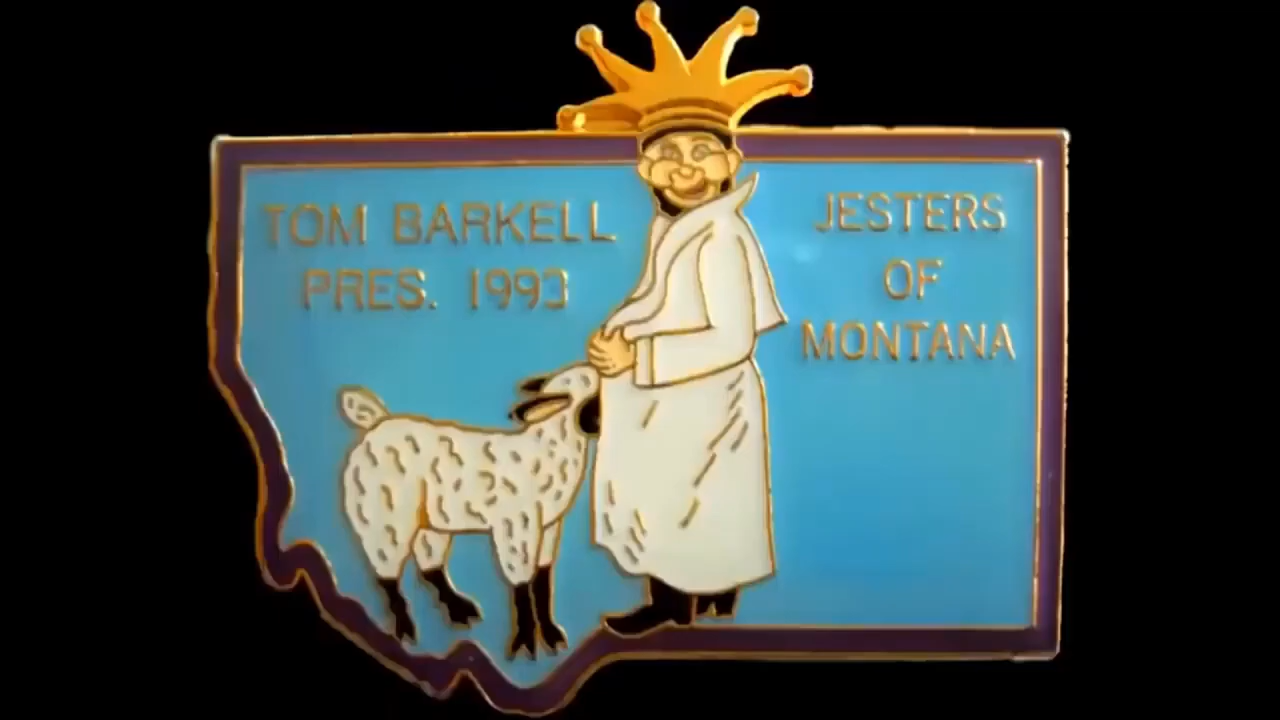 TOM BARKELL
PRES. 1993
JESTERS
OF
MONTANA